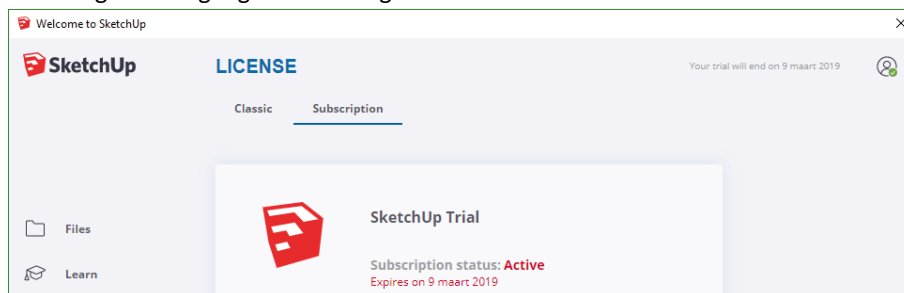 Welcome to SketchUp
SketchUp
LICENSE
Your trial will end on 9 maart 2019
Classic
Subscription
Files
SketchUp Trial
Learn
Subscription status: Active
Expires on 9 maart 2019